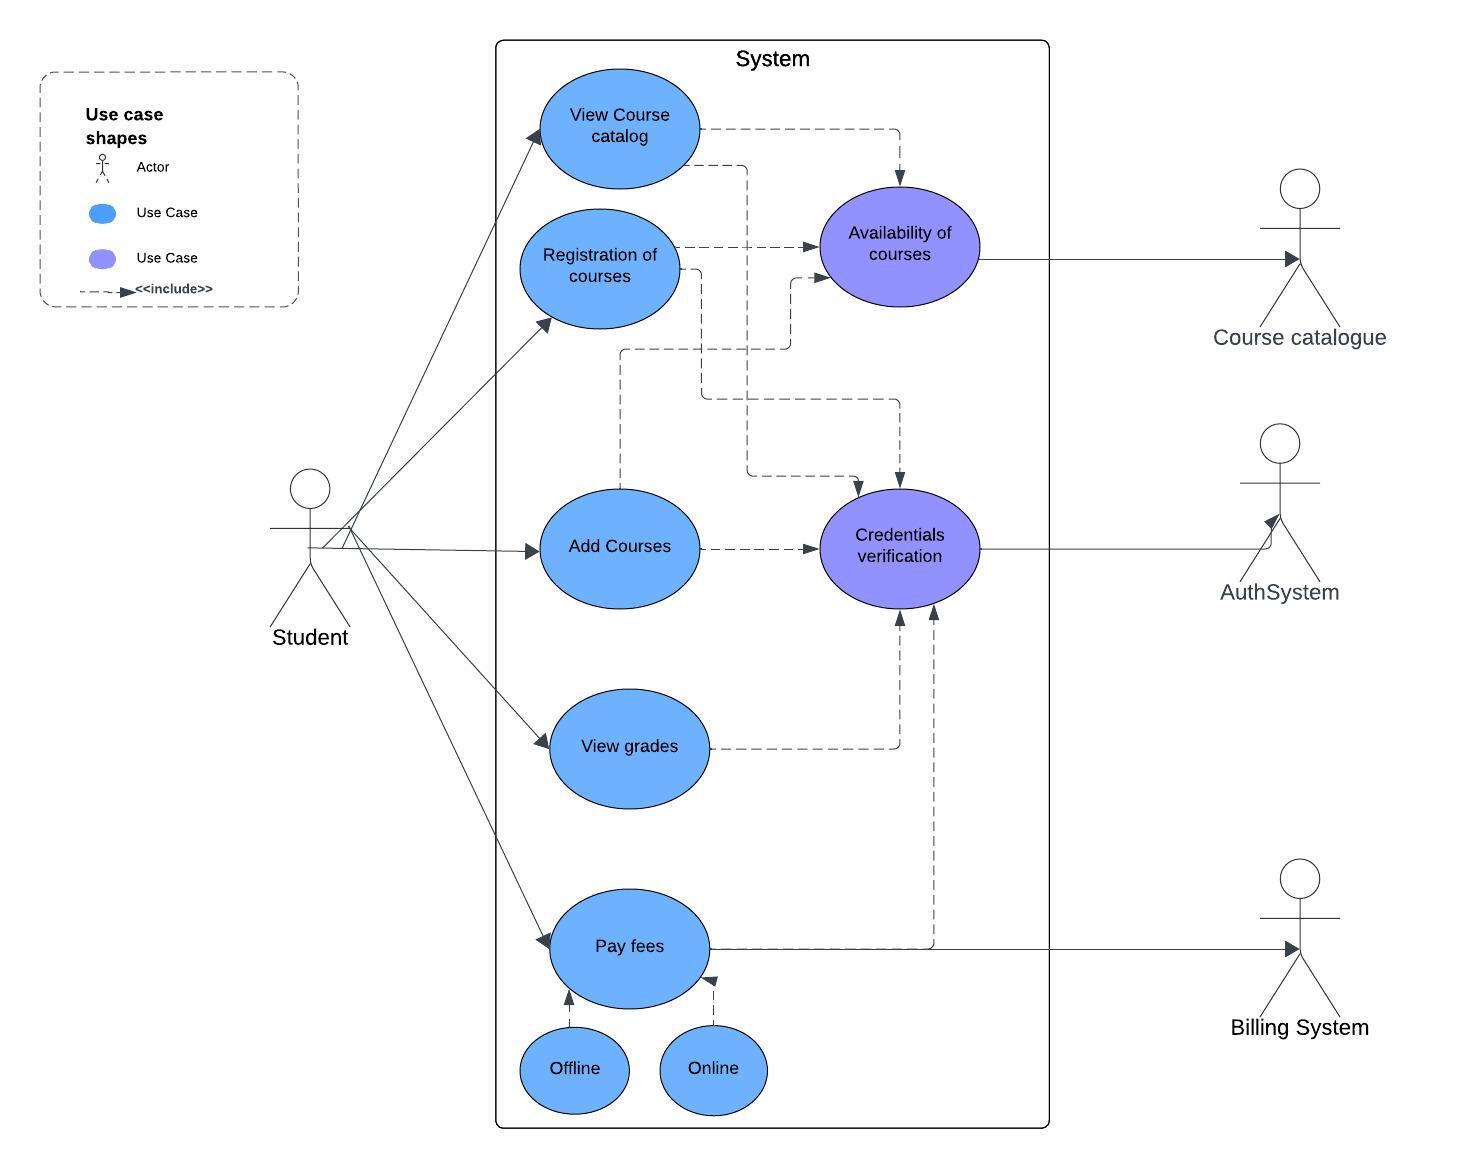 System
Use case
shapes
Actor
Use Case
Use Case
<<include>>
View Course
catalog
Registration of
courses
Availability of
courses
Course catalogue
Add Courses
Credentials
verification
AuthSystem
Student
View grades
Pay fees
Billing System
Offline
Online